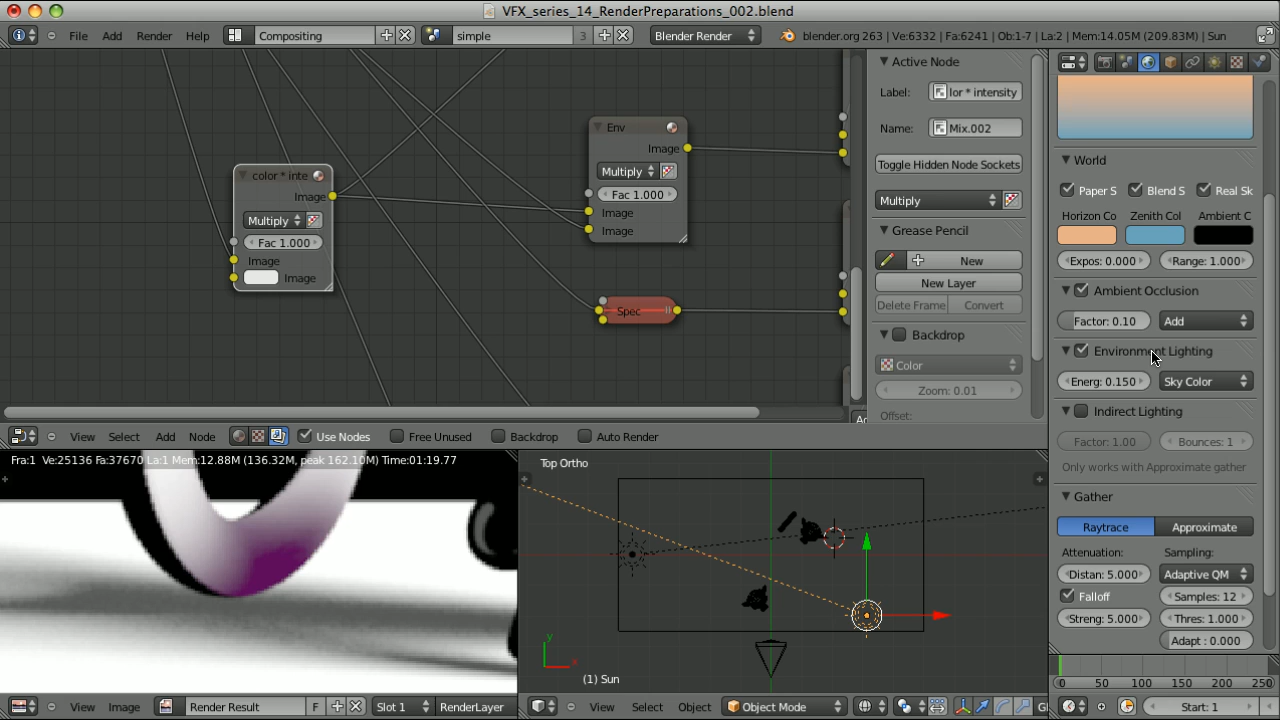 VFX_series_14_RenderPreparations_002.blend
File Add Render Help Compositing simple 3 Blender Render blender.org 263 | Ve:6332 | Fa:6241 | Ob:1-7 | La:2 | Mem:14.05M (209.83M) | Sun
Active Node
Label: lor * intensity
Name: Mix.002
Toggle Hidden Node Sockets
Multiply
Grease Pencil
New
New Layer
Delete Frame Convert
Backdrop
Color
Zoom: 0.01
Offset:
color * inte
Image
Multiply
Fac 1.000
Image
Image
Env
Image
Multiply
Fac 1.000
Image
Image
Spec
World
Paper S Blend S Real Sk
Horizon Co Zenith Col Ambient C
Expos: 0.000 Range: 1.000
Ambient Occlusion
Factor: 0.10 Add
Environment Lighting
Energ: 0.150 Sky Color
Indirect Lighting
Factor: 1.00 Bounces: 1
Only works with Approximate gather
Gather
Raytrace Approximate
Attenuation: Sampling:
Distan: 5.000 Adaptive QM
Falloff Samples: 12
Streng: 5.000 Thres: 1.000
Adapt : 0.000
View Select Add Node Use Nodes Free Unused Backdrop Auto Render
Fra:1 Ve:25136 Fa:37670 La:1 Mem:12.88M (136.32M, peak 162.10M) Time:01:19.77
Top Ortho
y
x
(1) Sun
0 50 100 150 200 250
View Image Render Result F Slot 1 RenderLayer
View Select Object Object Mode
Start: 1